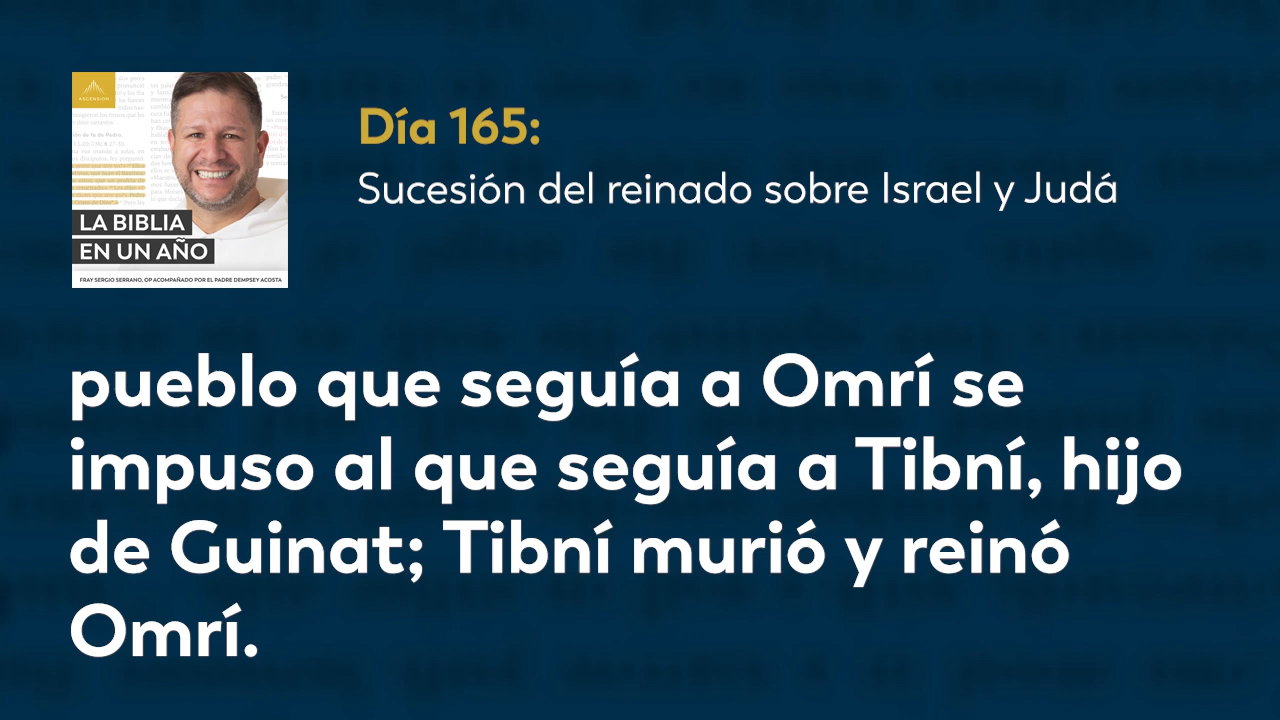 ASCENSION
LA BIBLIA
EN UN AÑO
FRAY SERGIO SERRANO, OP ACOMPAÑADO POR EL PADRE DEMPSEY ACOSTA
Día 165:
Sucesión del reinado sobre Israel y Judá
pueblo que seguía a Omrí se
impuso al que seguía a Tibní, hijo
de Guinat; Tibní murió y reinó
Omrí.